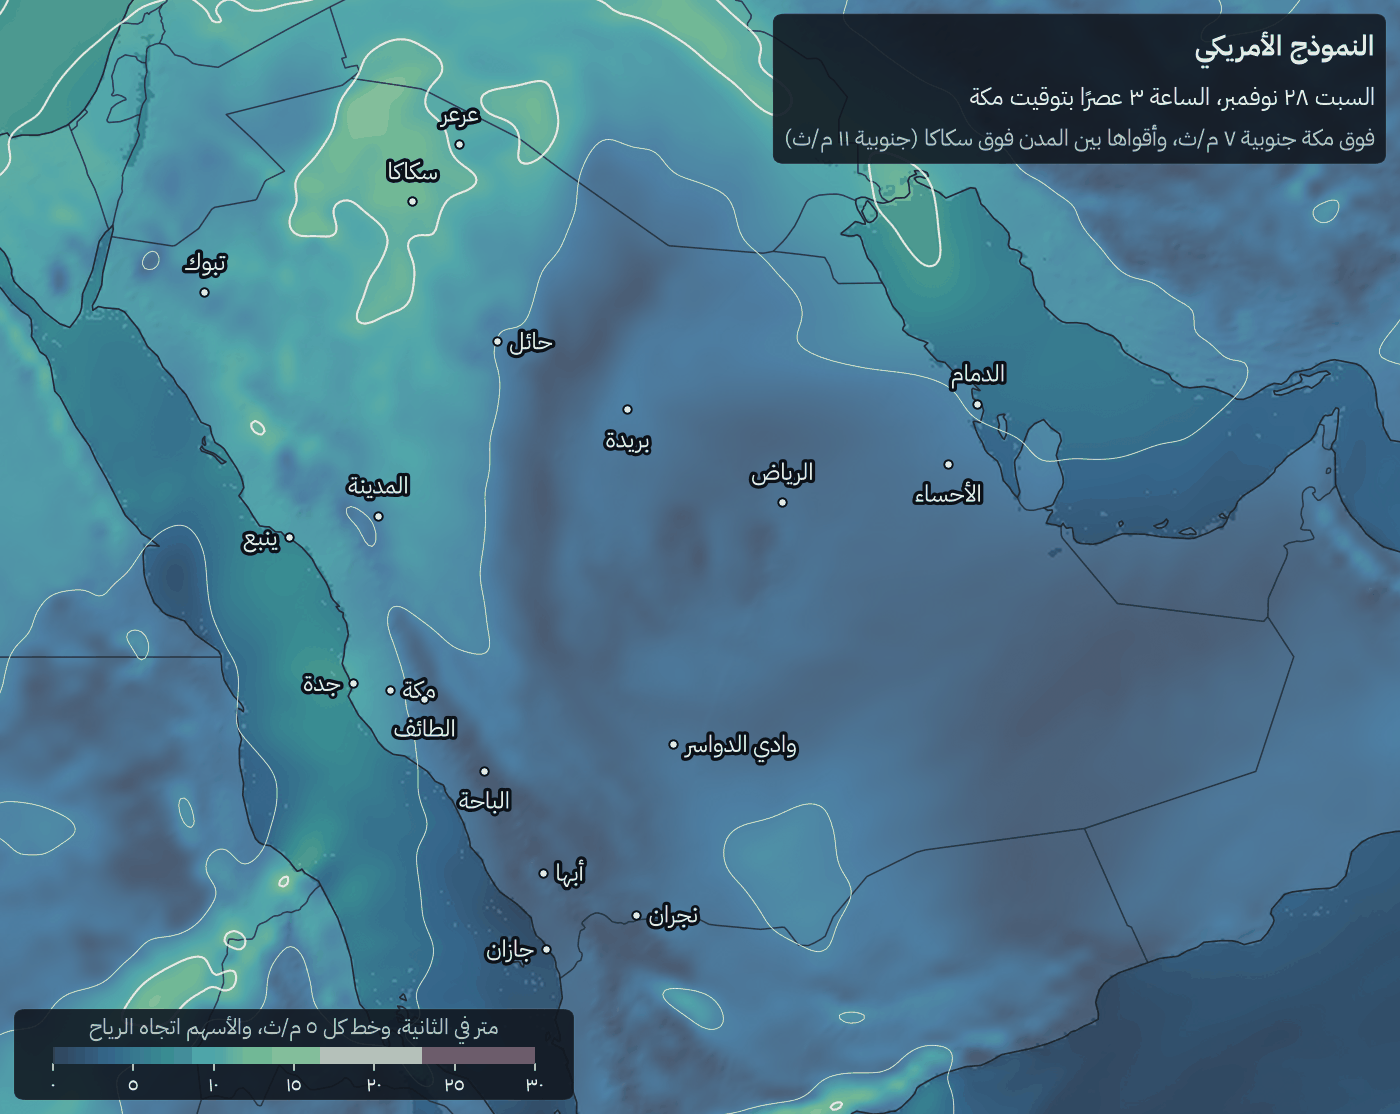 النموذج الأمريكي
السبت ٢٨ نوفمبر، الساعة ٣ عصرًا بتوقيت مكة
فوق مكة جنوبية ٧ م/ث، وأقواها بين المدن فوق سكاكا (جنوبية ١١ م/ث)
عرعر
سكاكا
تبوك
حائل
الدمام
بريدة
الرياض
الأحساء
المدينة
ينبع
جدة
مكة
الطائف
وادي الدواسر
الباحة
أبها
نجران
جازان
متر في الثانية، وخط كل ٥ م/ث، والأسهم اتجاه الرياح
٠ ٥ ١٠ ١٥ ٢٠ ٢٥ ٣٠